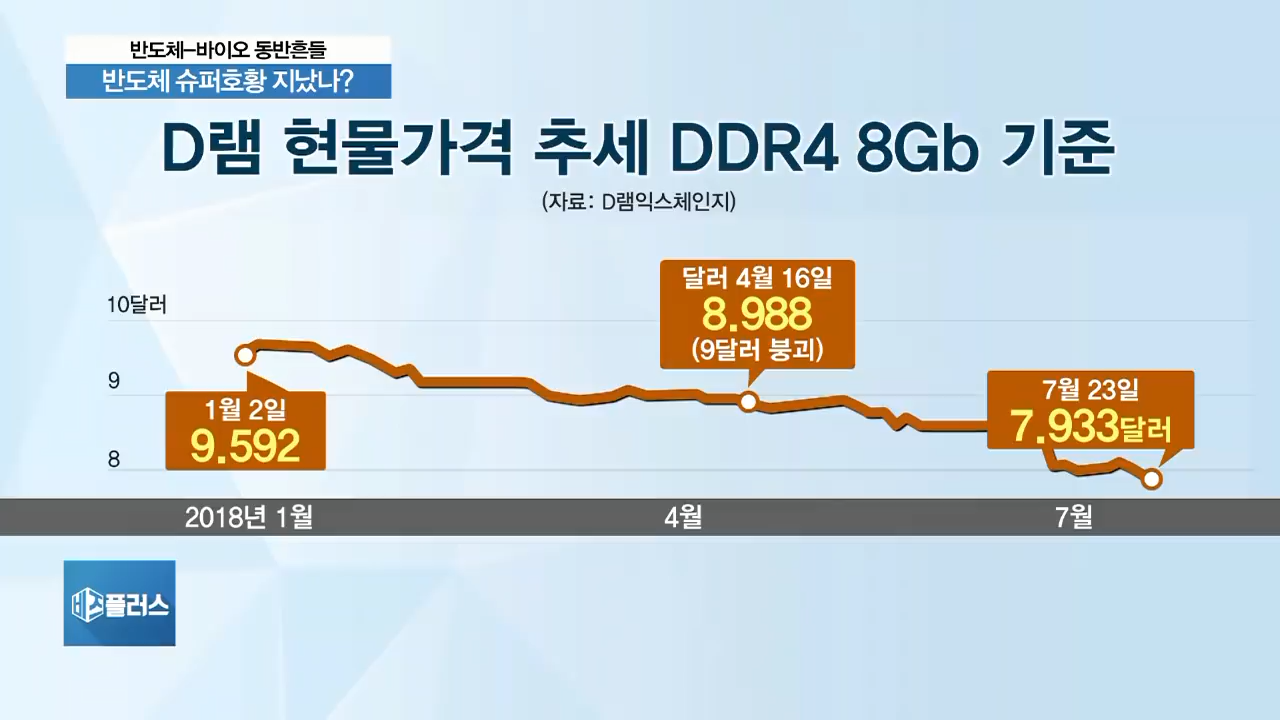 반도체-바이오 동반흔들
반도체 슈퍼호황 지났나?
D램 현물가격 추세 DDR4 8Gb 기준
(자료: D램익스체인지)
10달러
9
8
1월 2일
9.592
달러 4월 16일
8.988
(9달러 붕괴)
7월 23일
7.933달러
2018년 1월
4월
7월
비즈플러스